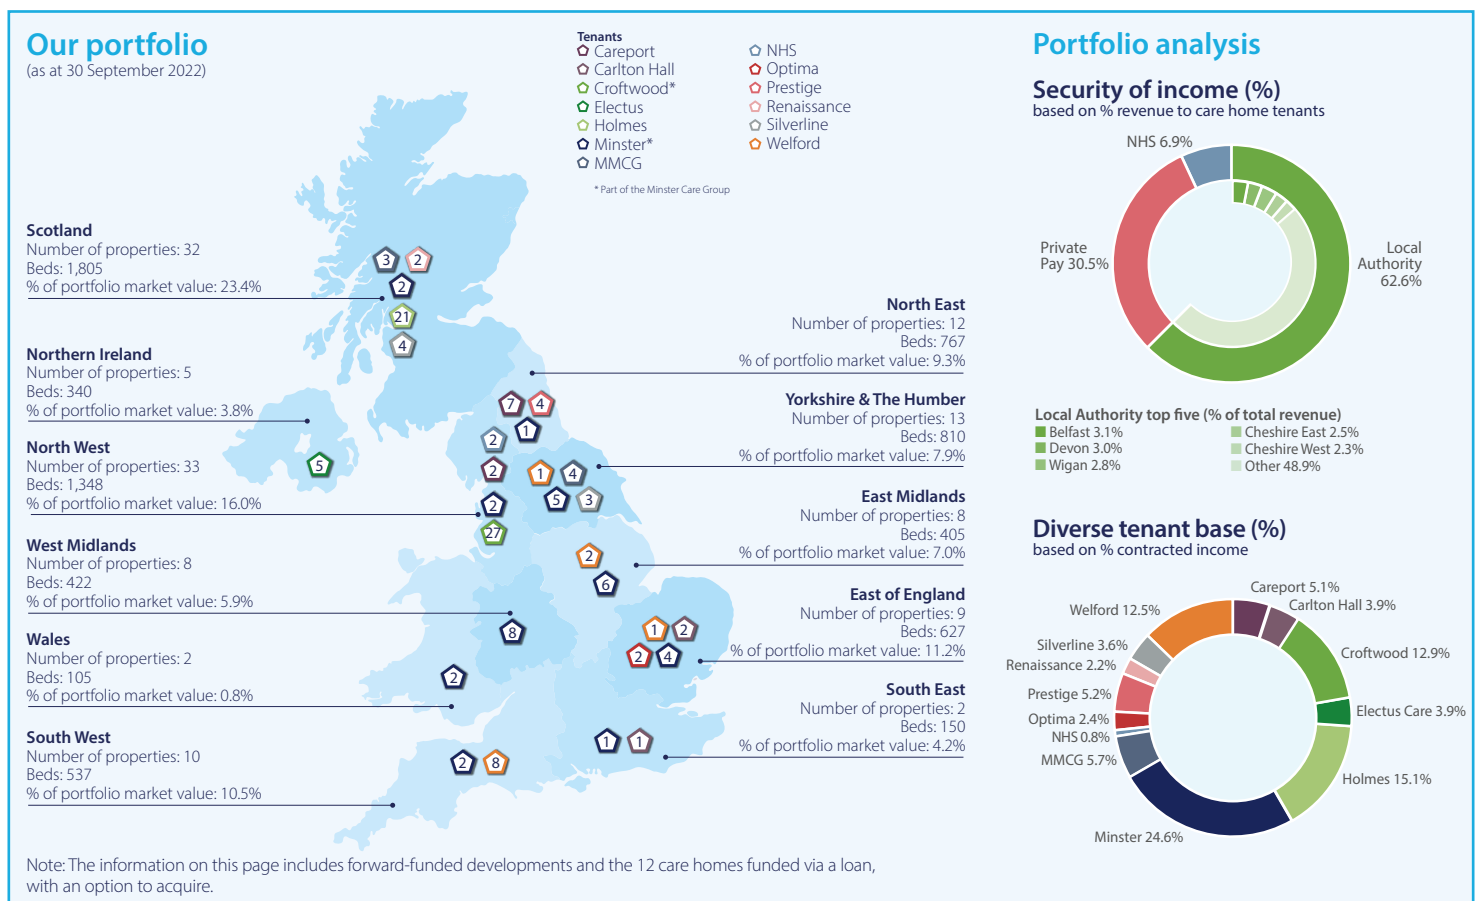 Our portfolio
(as at 30 September 2022)
Tenants
Careport
Carlton Hall
Croftwood*
Electus
Holmes
Minster*
MMCG
NHS
Optima
Prestige
Renaissance
Silverline
Welford
* Part of the Minster Care Group
Scotland
Number of properties: 32
Beds: 1,805
% of portfolio market value: 23.4%
Northern Ireland
Number of properties: 5
Beds: 340
% of portfolio market value: 3.8%
North West
Number of properties: 33
Beds: 1,348
% of portfolio market value: 16.0%
West Midlands
Number of properties: 8
Beds: 422
% of portfolio market value: 5.9%
Wales
Number of properties: 2
Beds: 105
% of portfolio market value: 0.8%
South West
Number of properties: 10
Beds: 537
% of portfolio market value: 10.5%
3 2
2
21
4
5
7 4
1
2
2
2
27
1 4
5 3
2
6
8
1 2
2 4
2
1 1
2 8
North East
Number of properties: 12
Beds: 767
% of portfolio market value: 9.3%
Yorkshire & The Humber
Number of properties: 13
Beds: 810
% of portfolio market value: 7.9%
East Midlands
Number of properties: 8
Beds: 405
% of portfolio market value: 7.0%
East of England
Number of properties: 9
Beds: 627
% of portfolio market value: 11.2%
South East
Number of properties: 2
Beds: 150
% of portfolio market value: 4.2%
Note: The information on this page includes forward-funded developments and the 12 care homes funded via a loan,
with an option to acquire.
Portfolio analysis
Security of income (%)
based on % revenue to care home tenants
NHS 6.9%
Private
Pay 30.5%
Local
Authority
62.6%
Local Authority top five (% of total revenue)
Belfast 3.1%
Devon 3.0%
Wigan 2.8%
Cheshire East 2.5%
Cheshire West 2.3%
Other 48.9%
Diverse tenant base (%)
based on % contracted income
Careport 5.1%
Carlton Hall 3.9%
Croftwood 12.9%
Electus Care 3.9%
Holmes 15.1%
Minster 24.6%
MMCG 5.7%
NHS 0.8%
Optima 2.4%
Prestige 5.2%
Renaissance 2.2%
Silverline 3.6%
Welford 12.5%